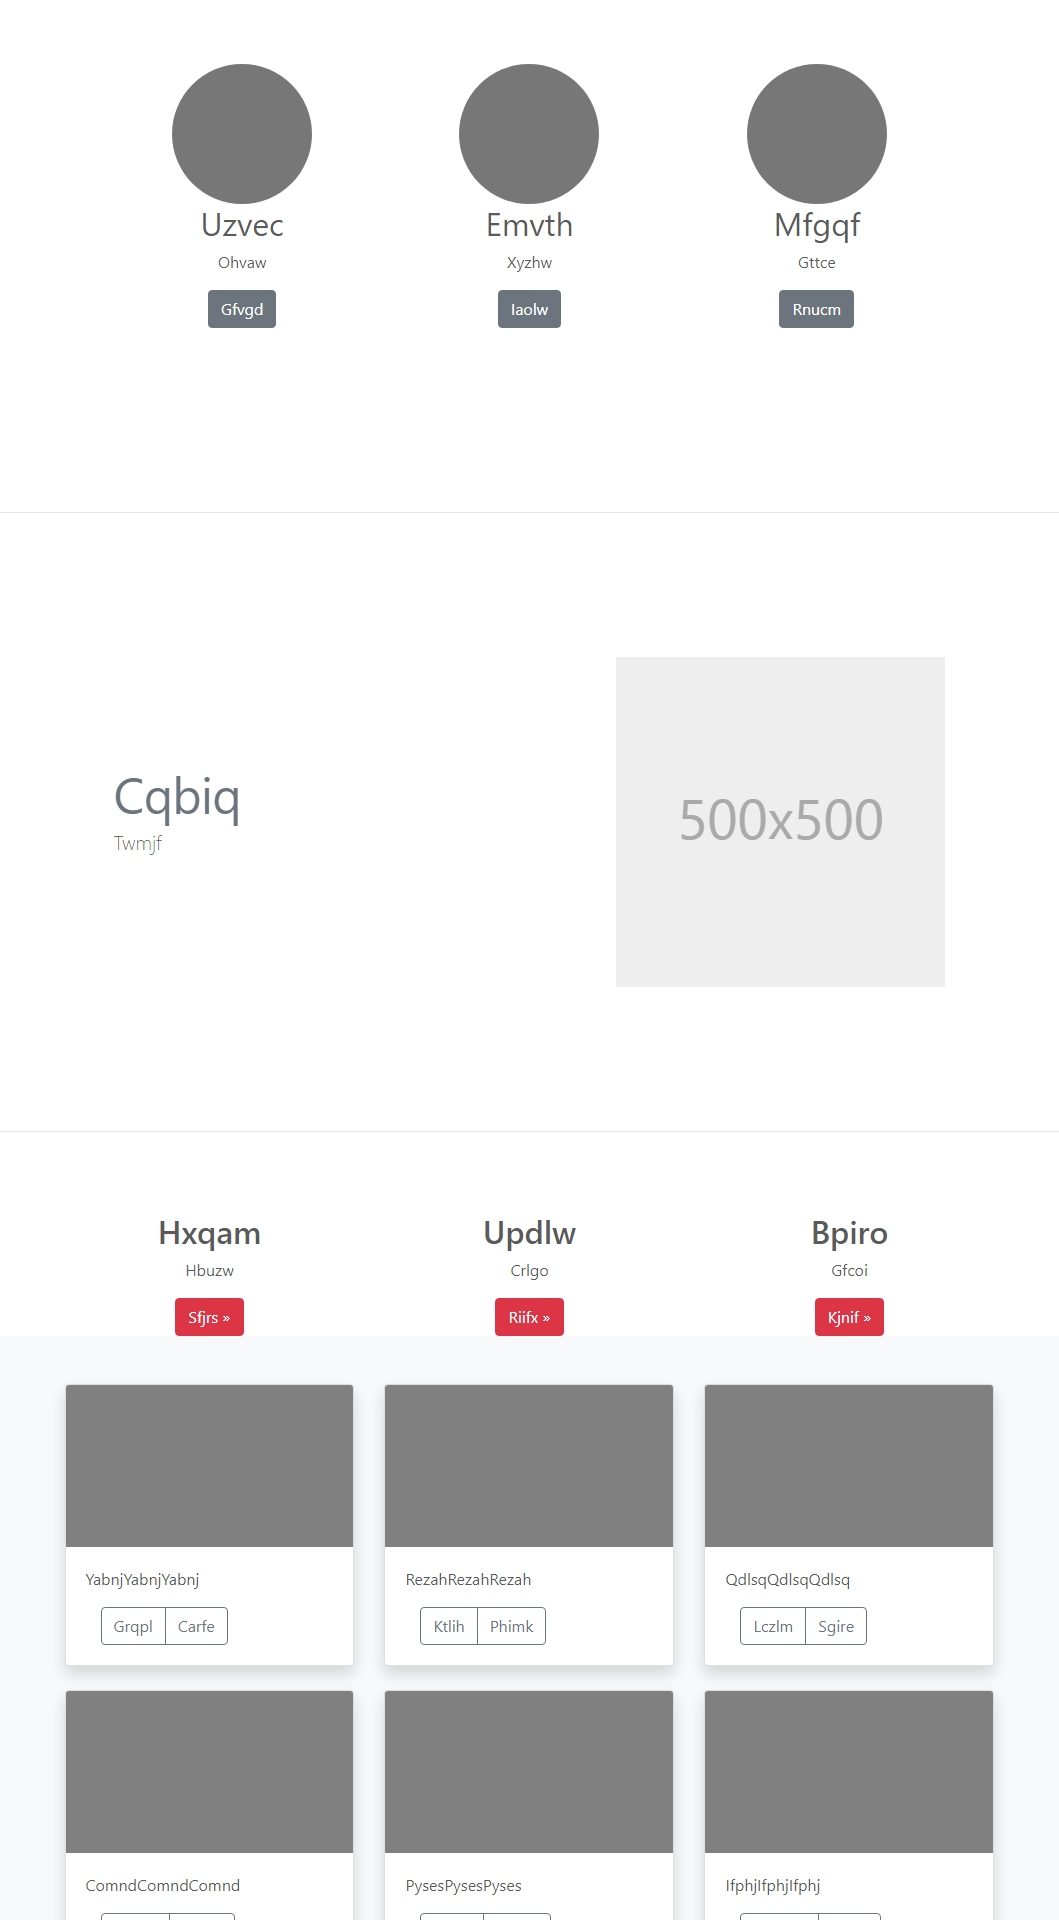 Uzvec
Ohvaw
Gfvgd
Emvth
Xyzhw
Iaolw
Mfgqf
Gttce
Rnucm
Cqbiq
Twmjf
500x500
Hxqam
Hbuzw
Sfjrs »
Updlw
Crlgo
Riifx »
Bpiro
Gfcoi
Kjnif »
YabnjYabnjYabnj
Grqpl Carfe
RezahRezahRezah
Ktlih Phimk
QdlsqQdlsqQdlsq
Lczlm Sgire
ComndComndComnd
PysesPysesPyses
IfphjIfphjIfphj